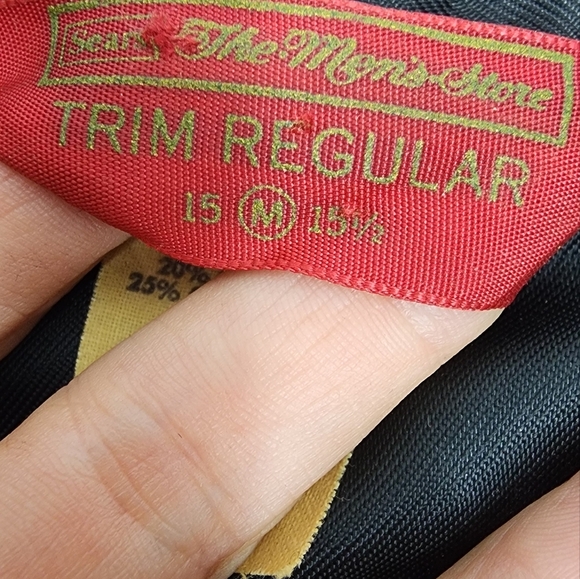 Sears The Men's Store
TRIM REGULAR
15 M 15½
20%
25%